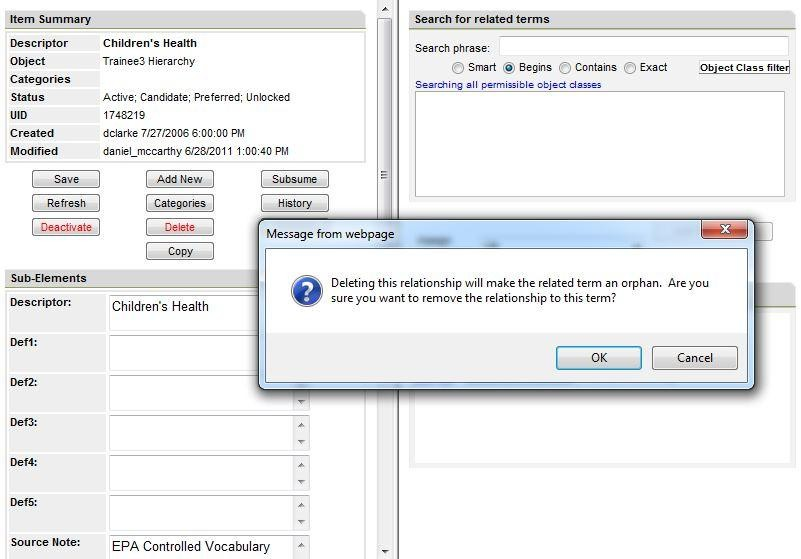 Item Summary
Descriptor Children's Health
Object Trainee3 Hierarchy
Categories
Status Active; Candidate; Preferred; Unlocked
UID 1748219
Created dclarke 7/27/2006 6:00:00 PM
Modified daniel_mccarthy 6/28/2011 1:00:40 PM
Save Add New Subsume
Refresh Categories History
Deactivate Delete
Copy
Sub-Elements
Descriptor: Children's Health
Def1:
Def2:
Def3:
Def4:
Def5:
Source Note: EPA Controlled Vocabulary
Search for related terms
Search phrase:
Smart Begins Contains Exact Object Class filter
Searching all permissible object classes
Message from webpage
Deleting this relationship will make the related term an orphan. Are you
sure you want to remove the relationship to this term?
OK Cancel